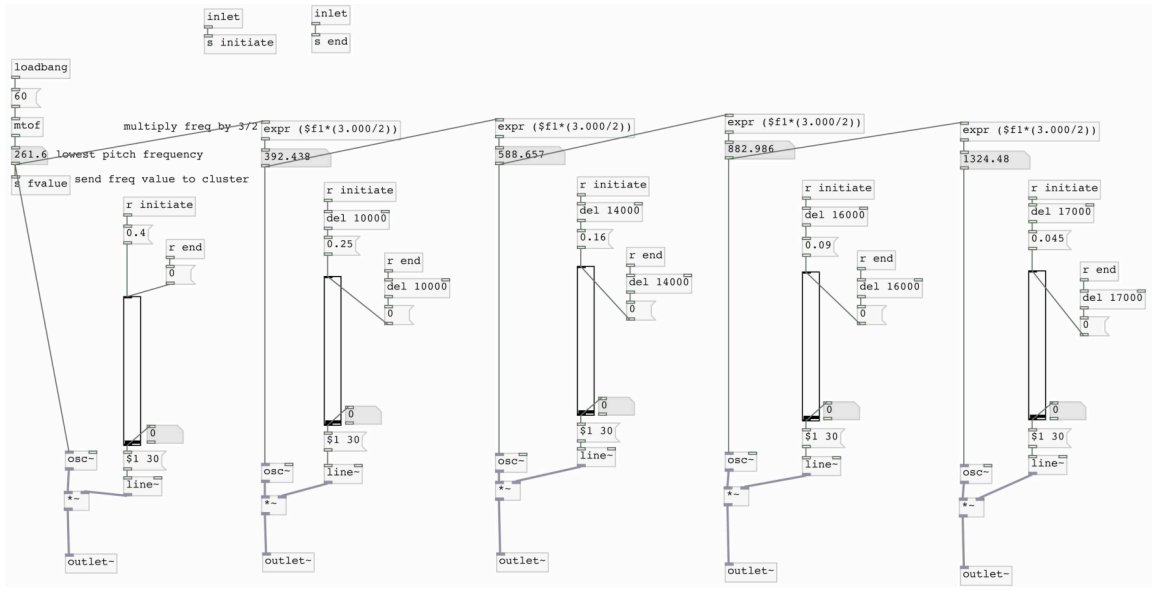 inlet
s initiate
inlet
s end
loadbang
60
mtof
261.6
lowest pitch frequency
s fvalue
send freq value to cluster
multiply freq by 3/2
r initiate
0.4
r end
0
0
$1 30
line~
osc~
*~
outlet~
expr ($f1*(3.000/2))
392.438
r initiate
del 10000
0.25
r end
del 10000
0
0
$1 30
line~
osc~
*~
outlet~
expr ($f1*(3.000/2))
588.657
r initiate
del 14000
0.16
r end
del 14000
0
0
$1 30
line~
osc~
*~
outlet~
expr ($f1*(3.000/2))
882.986
r initiate
del 16000
0.09
r end
del 16000
0
0
$1 30
line~
osc~
*~
outlet~
expr ($f1*(3.000/2))
1324.48
r initiate
del 17000
0.045
r end
del 17000
0
0
$1 30
line~
osc~
*~
outlet~